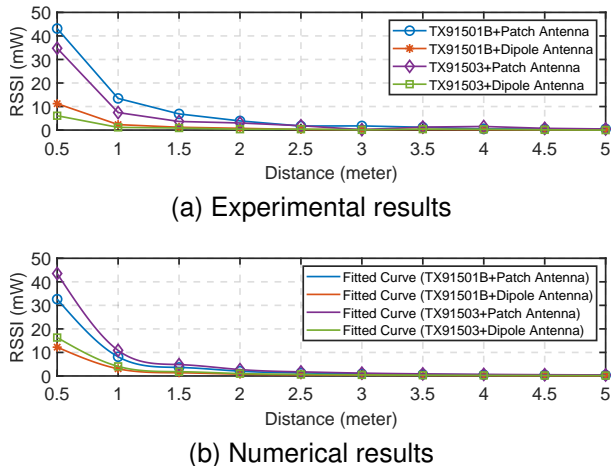 50
40
30
20
10
0
RSSI (mW)
TX91501B+Patch Antenna
TX91501B+Dipole Antenna
TX91503+Patch Antenna
TX91503+Dipole Antenna
0.5 1 1.5 2 2.5 3 3.5 4 4.5 5
Distance (meter)
(a) Experimental results
50
40
30
20
10
0
RSSI (mW)
Fitted Curve (TX91501B+Patch Antenna)
Fitted Curve (TX91501B+Dipole Antenna)
Fitted Curve (TX91503+Patch Antenna)
Fitted Curve (TX91503+Dipole Antenna)
0.5 1 1.5 2 2.5 3 3.5 4 4.5 5
Distance (meter)
(b) Numerical results